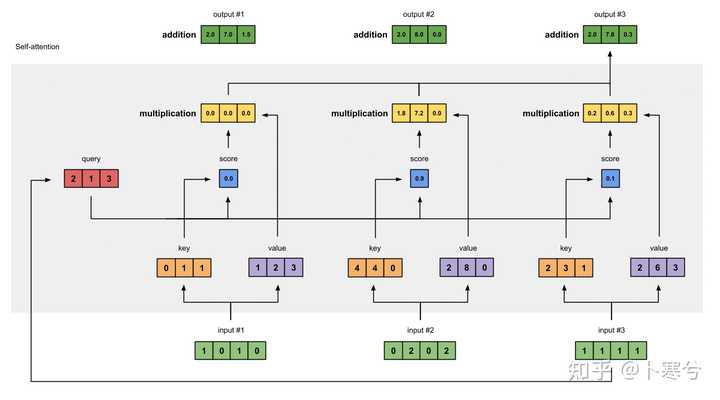 output #1
output #2
output #3
addition 2.0 7.0 1.5
addition 2.0 8.0 0.0
addition 2.0 7.8 0.3
Self-attention
multiplication 0.0 0.0 0.0
multiplication 1.8 7.2 0.0
multiplication 0.2 0.6 0.3
query
score
score
score
2 1 3
0.0
0.9
0.1
key
value
key
value
key
value
0 1 1
1 2 3
4 4 0
2 8 0
2 3 1
2 6 3
input #1
input #2
input #3
1 0 1 0
0 2 0 2
1 1 1 1
知乎 @卜寒兮